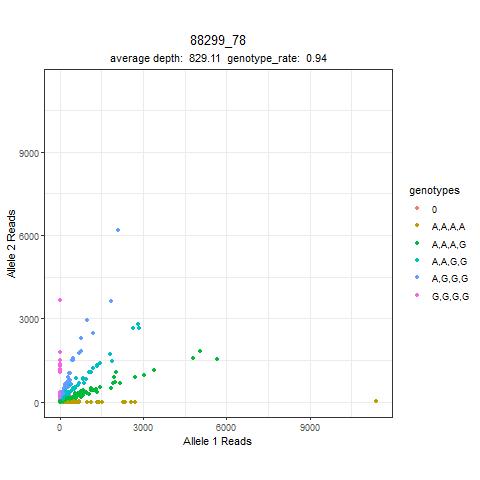 88299_78
average depth: 829.11 genotype_rate: 0.94
9000
6000
3000
0
Allele 2 Reads
0 3000 6000 9000
Allele 1 Reads
genotypes
0
A,A,A,A
A,A,A,G
A,A,G,G
A,G,G,G
G,G,G,G